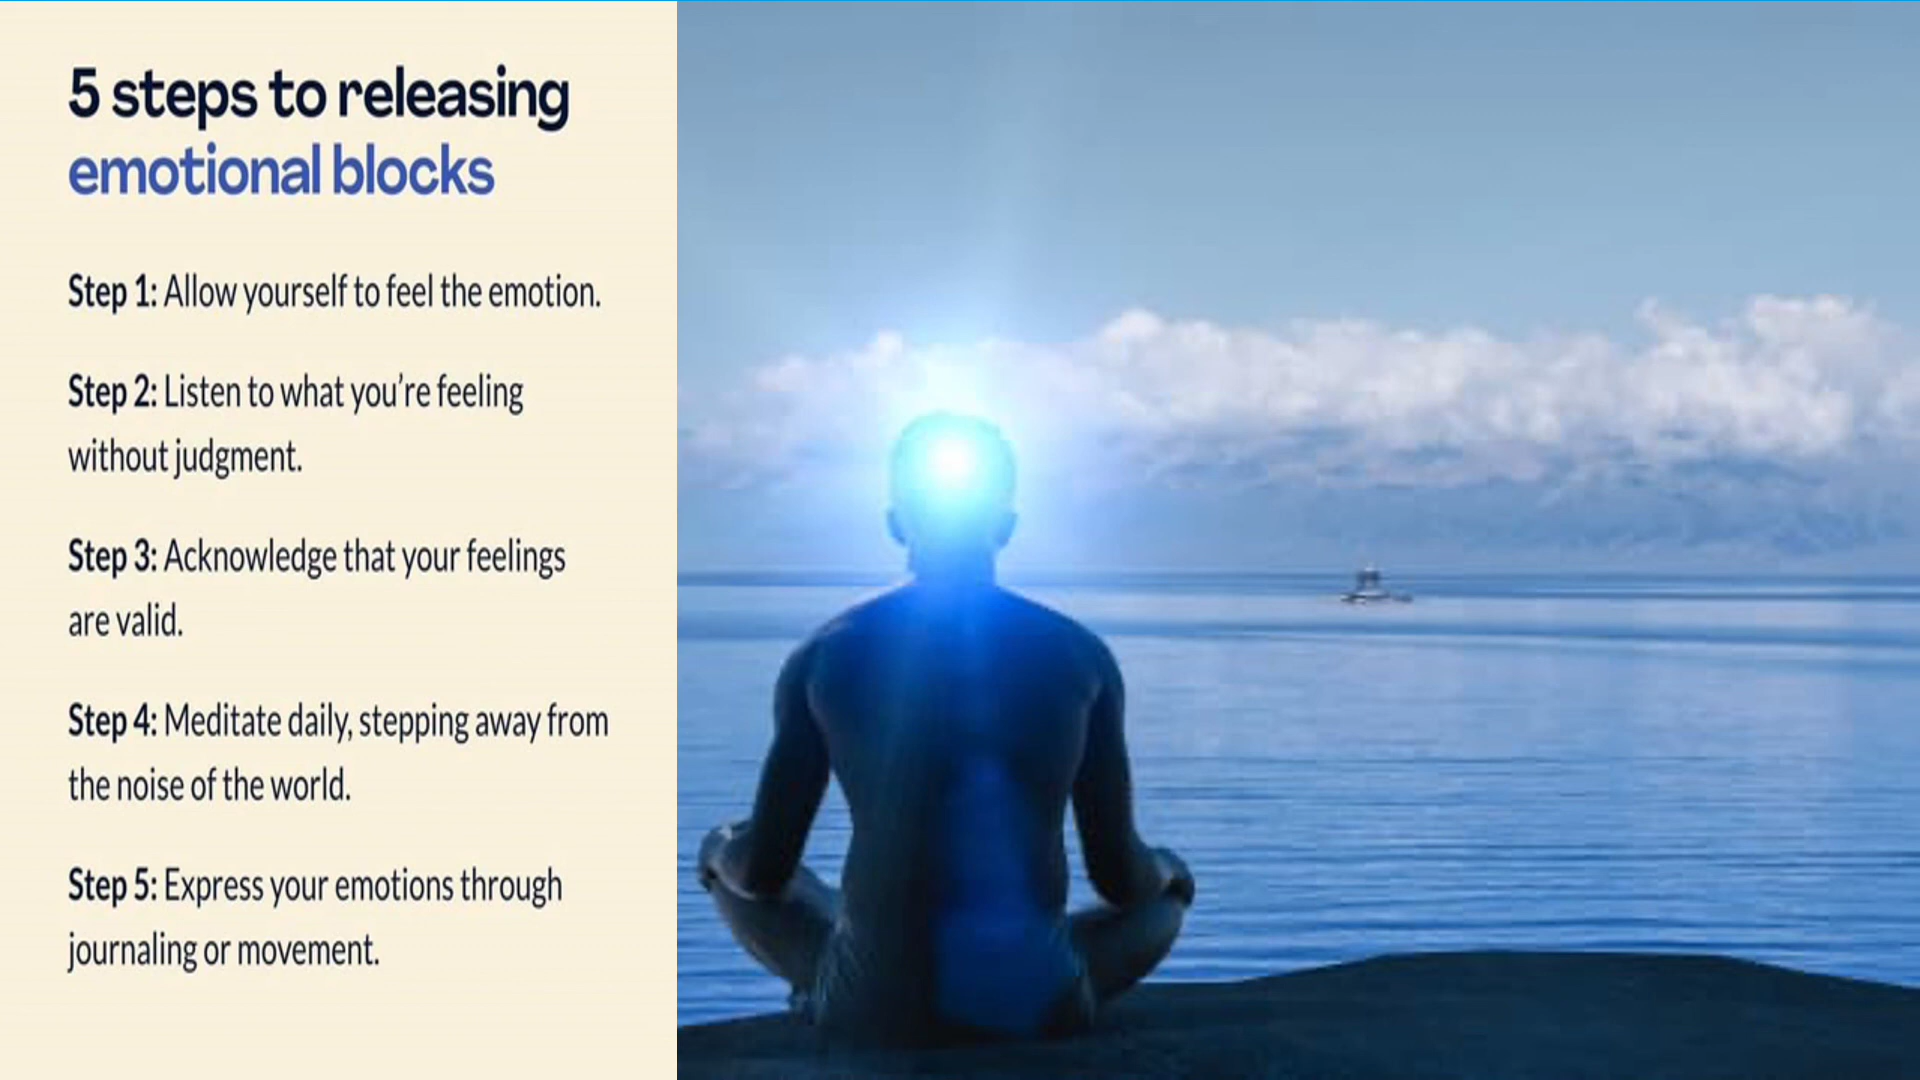 5 steps to releasing
emotional blocks
Step 1: Allow yourself to feel the emotion.
Step 2: Listen to what you’re feeling
without judgment.
Step 3: Acknowledge that your feelings
are valid.
Step 4: Meditate daily, stepping away from
the noise of the world.
Step 5: Express your emotions through
journaling or movement.